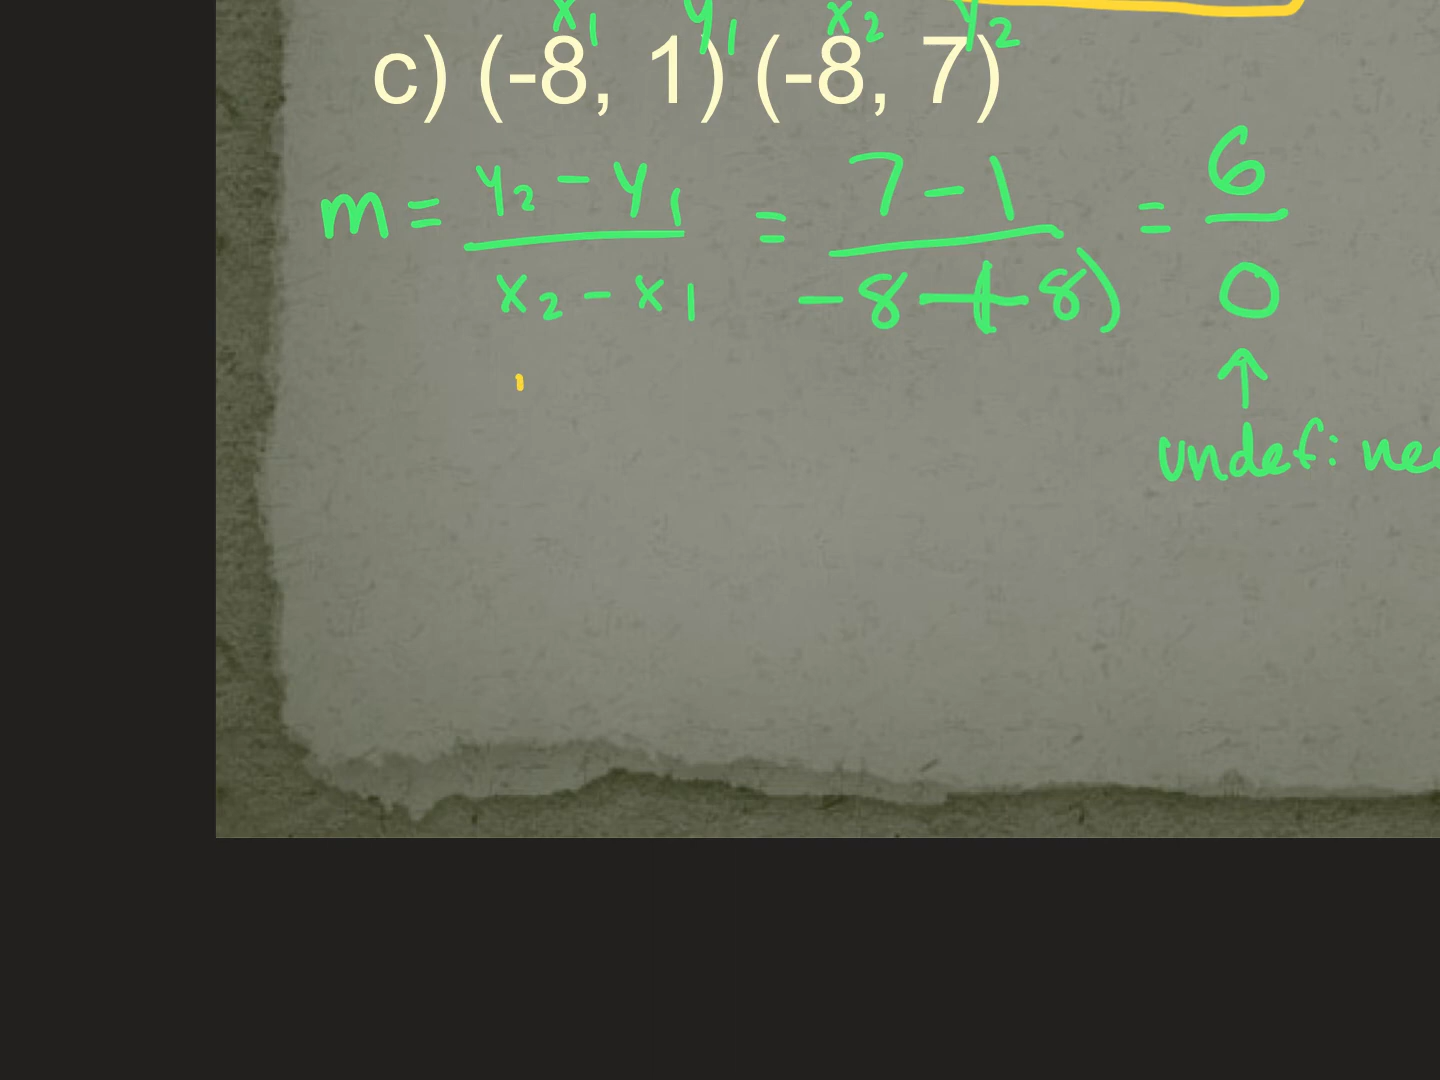 x₁ y₁ x₂ y₂
c) (-8, 1) (-8, 7)
m = (y₂ - y₁)/(x₂ - x₁) = (7 - 1)/(-8 - (-8)) = 6/0
↑
undef: